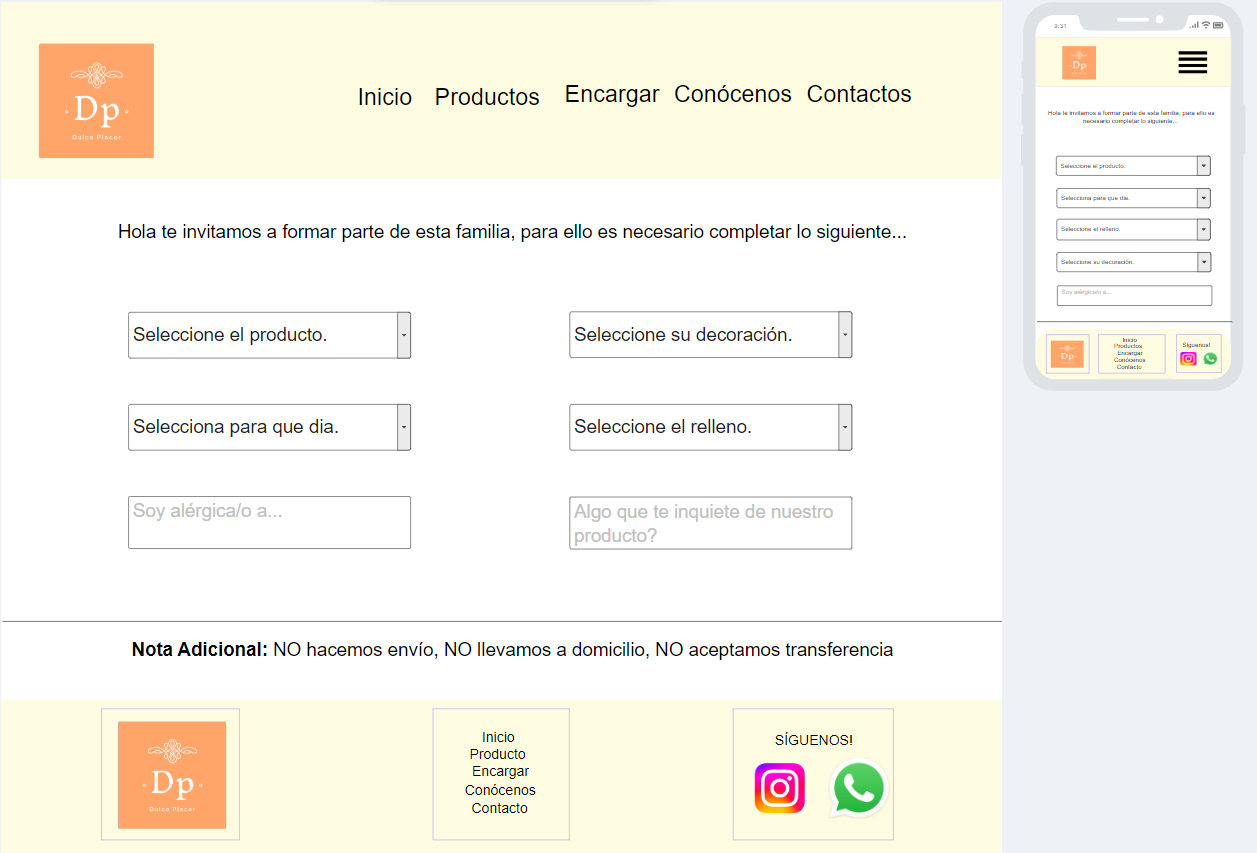 Dp
Dulce Placer
Inicio Productos Encargar Conócenos Contactos
Hola te invitamos a formar parte de esta familia, para ello es necesario completar lo siguiente...
Seleccione el producto.
Seleccione su decoración.
Selecciona para que dia.
Seleccione el relleno.
Soy alérgica/o a...
Algo que te inquiete de nuestro
producto?
Nota Adicional: NO hacemos envío, NO llevamos a domicilio, NO aceptamos transferencia
Dp
Dulce Placer
Inicio
Producto
Encargar
Conócenos
Contacto
SÍGUENOS!
9:31
Dp
Hola te invitamos a formar parte de esta familia, para ello es
necesario completar lo siguiente...
Seleccione el producto.
Selecciona para que dia.
Seleccione el relleno.
Seleccione su decoración.
Soy alérgica/o a...
Dp
Inicio
Productos
Encargar
Conócenos
Contacto
Síguenos!